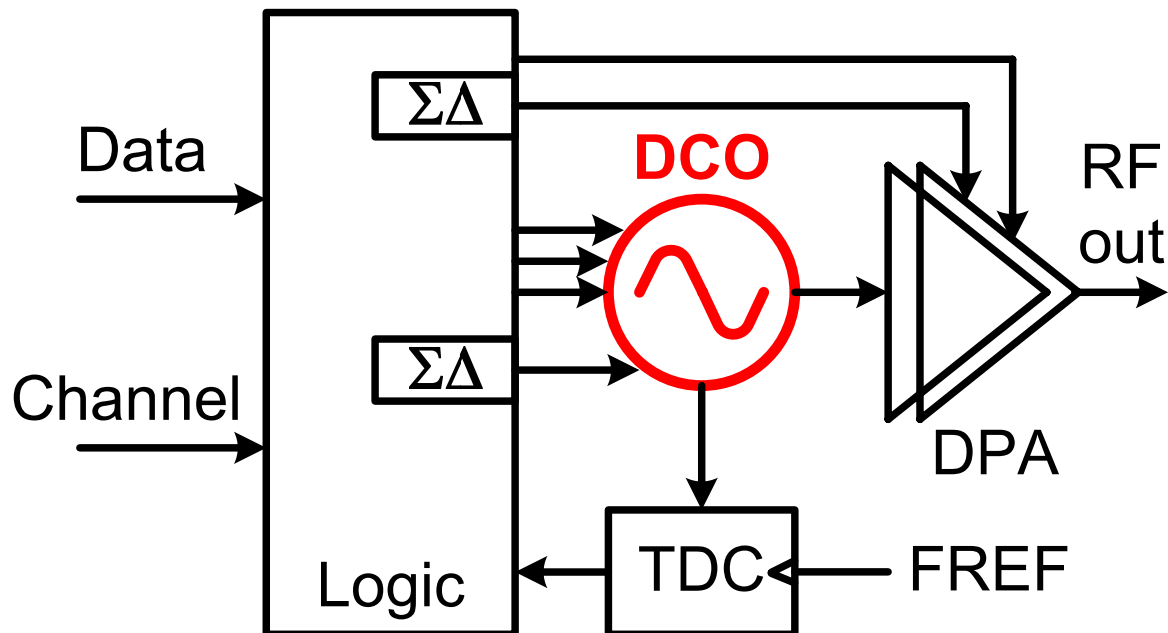 ΣΔ
Data
DCO
RF
out
ΣΔ
Channel
DPA
Logic
TDC
FREF